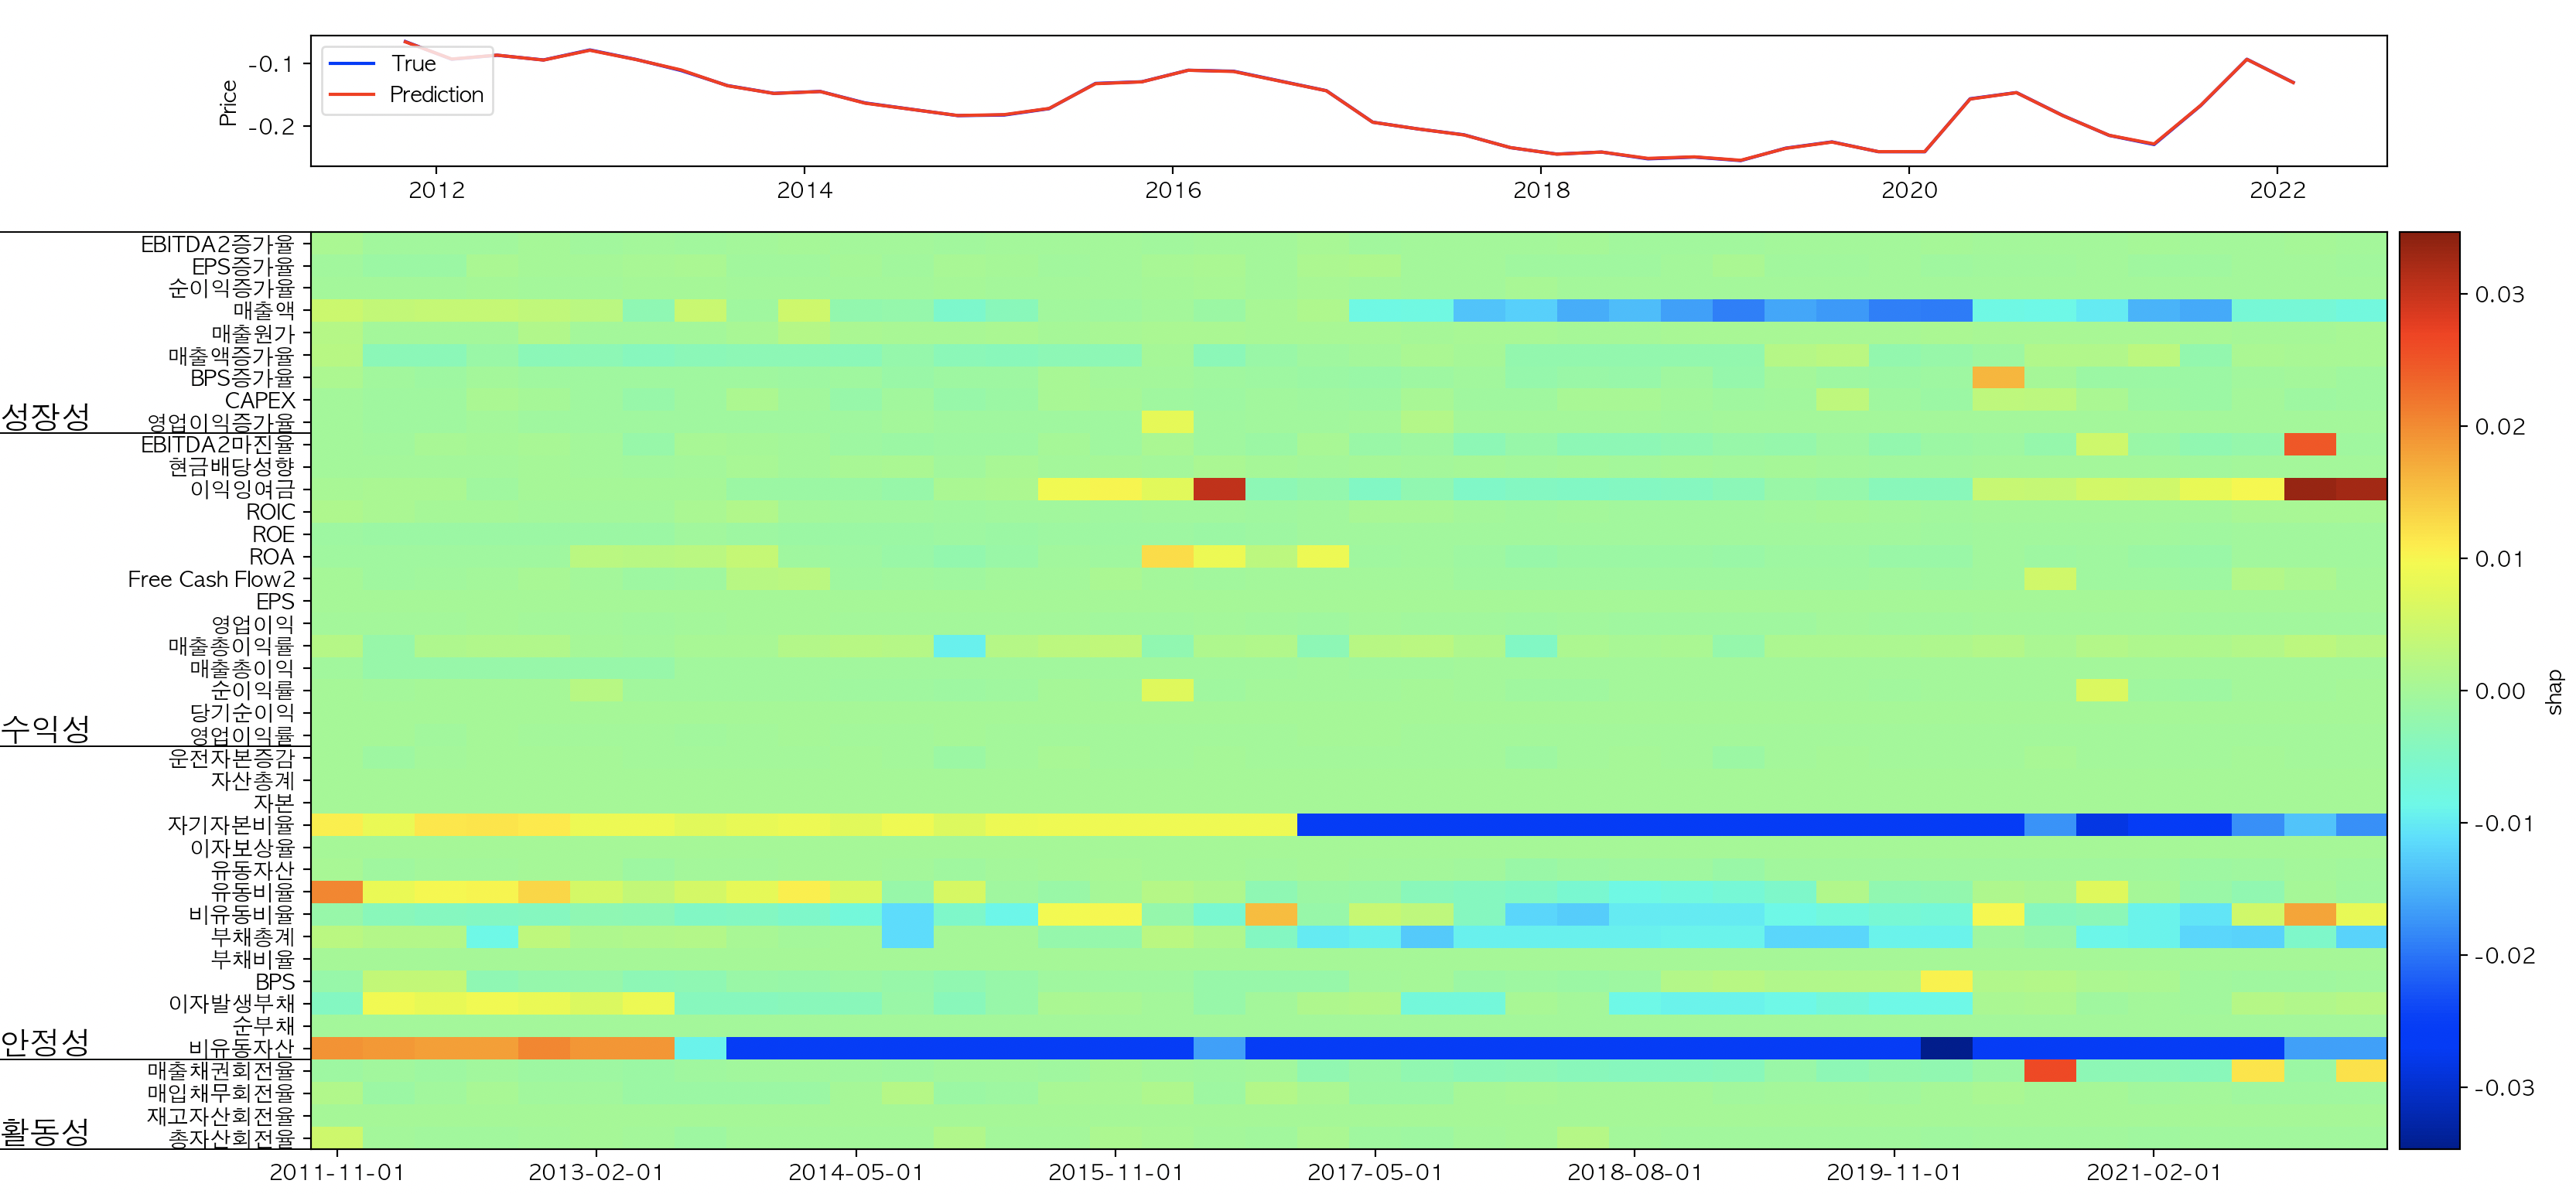 True
Prediction
Price
-0.1
-0.2
2012
2014
2016
2018
2020
2022
EBITDA2증가율
EPS증가율
순이익증가율
매출액
매출원가
매출액증가율
BPS증가율
CAPEX
성장성
영업이익증가율
EBITDA2마진율
현금배당성향
이익잉여금
ROIC
ROE
ROA
Free Cash Flow2
EPS
영업이익
매출총이익률
매출총이익
순이익률
당기순이익
수익성
영업이익률
운전자본증감
자산총계
자본
자기자본비율
이자보상율
유동자산
유동비율
비유동비율
부채총계
부채비율
BPS
이자발생부채
순부채
안정성
비유동자산
매출채권회전율
매입채무회전율
재고자산회전율
활동성
총자산회전율
2011-11-01
2013-02-01
2014-05-01
2015-11-01
2017-05-01
2018-08-01
2019-11-01
2021-02-01
0.03
0.02
0.01
0.00
-0.01
-0.02
-0.03
shap